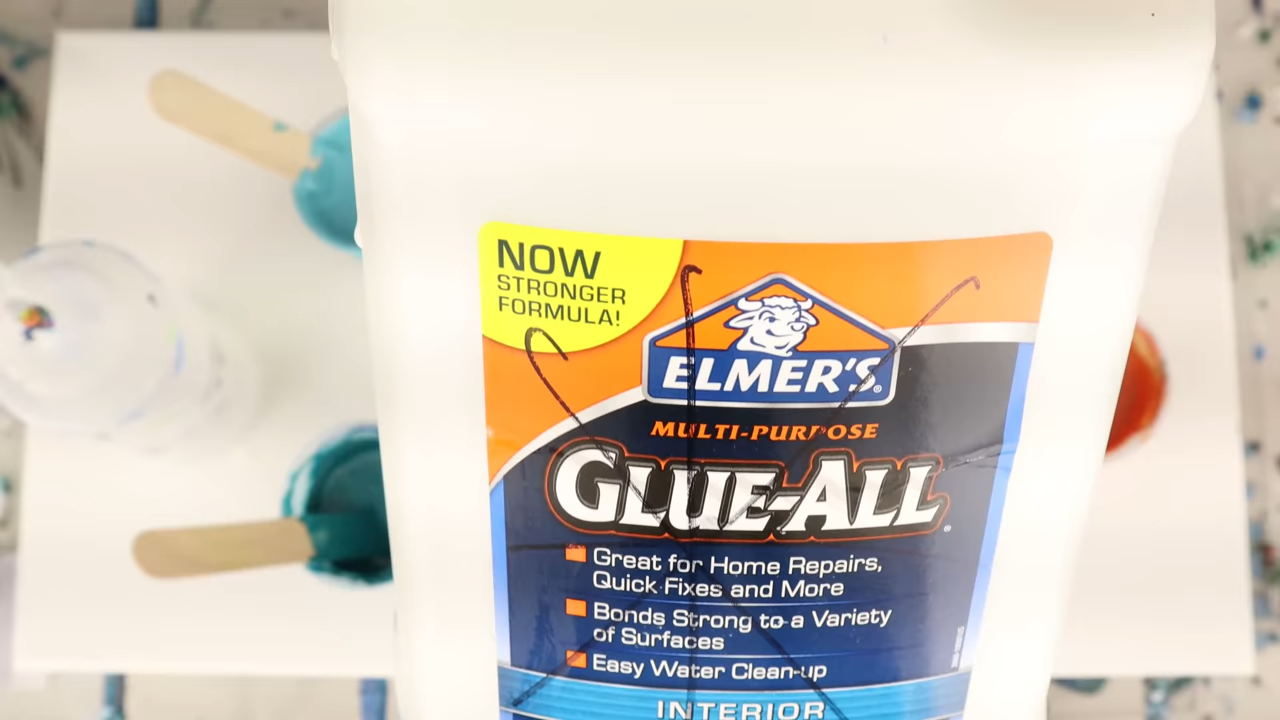 NOW
STRONGER
FORMULA!
ELMER'S®
MULTI-PURPOSE
GLUE-ALL®
Great for Home Repairs,
Quick Fixes and More
Bonds Strong to a Variety
of Surfaces
Easy Water Clean-up
INTERIOR